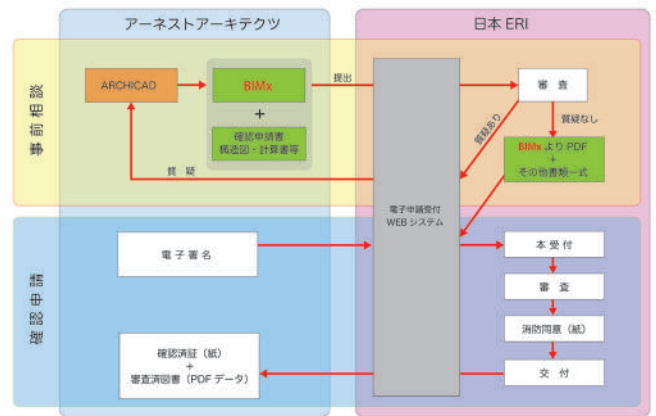 アーネストアーキテクツ
日本 ERI
事前相談
ARCHICAD
BIMx
+
確認申請書
構造図・計算書等
提出
審 査
質疑あり
質疑なし
BIMx より PDF
+
その他書類一式
質 疑
電子申請受付
WEB システム
確認申請
電 子 署 名
本 受 付
審 査
消防同意（紙）
交 付
確認済証（紙）
+
審査済図書（PDF データ）